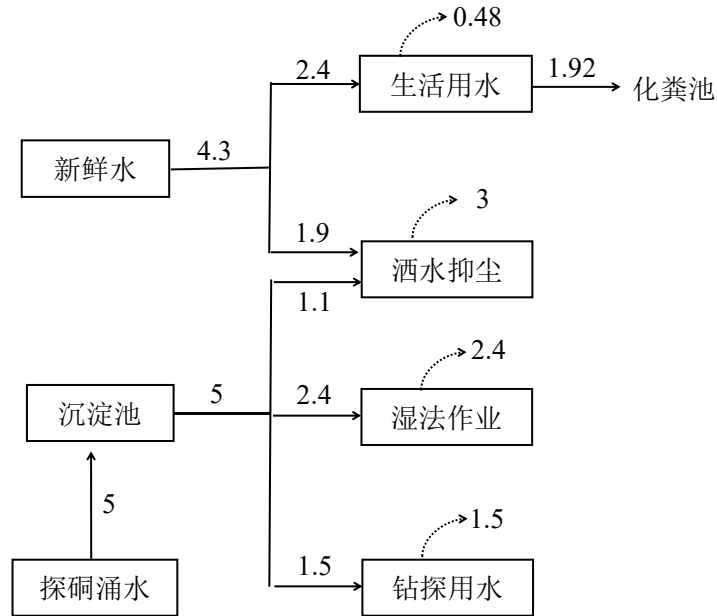 0.48
2.4
生活用水
1.92
化粪池
新鲜水
4.3
3
1.9
洒水抑尘
1.1
2.4
沉淀池
5
2.4
湿法作业
5
1.5
探硐涌水
1.5
钻探用水